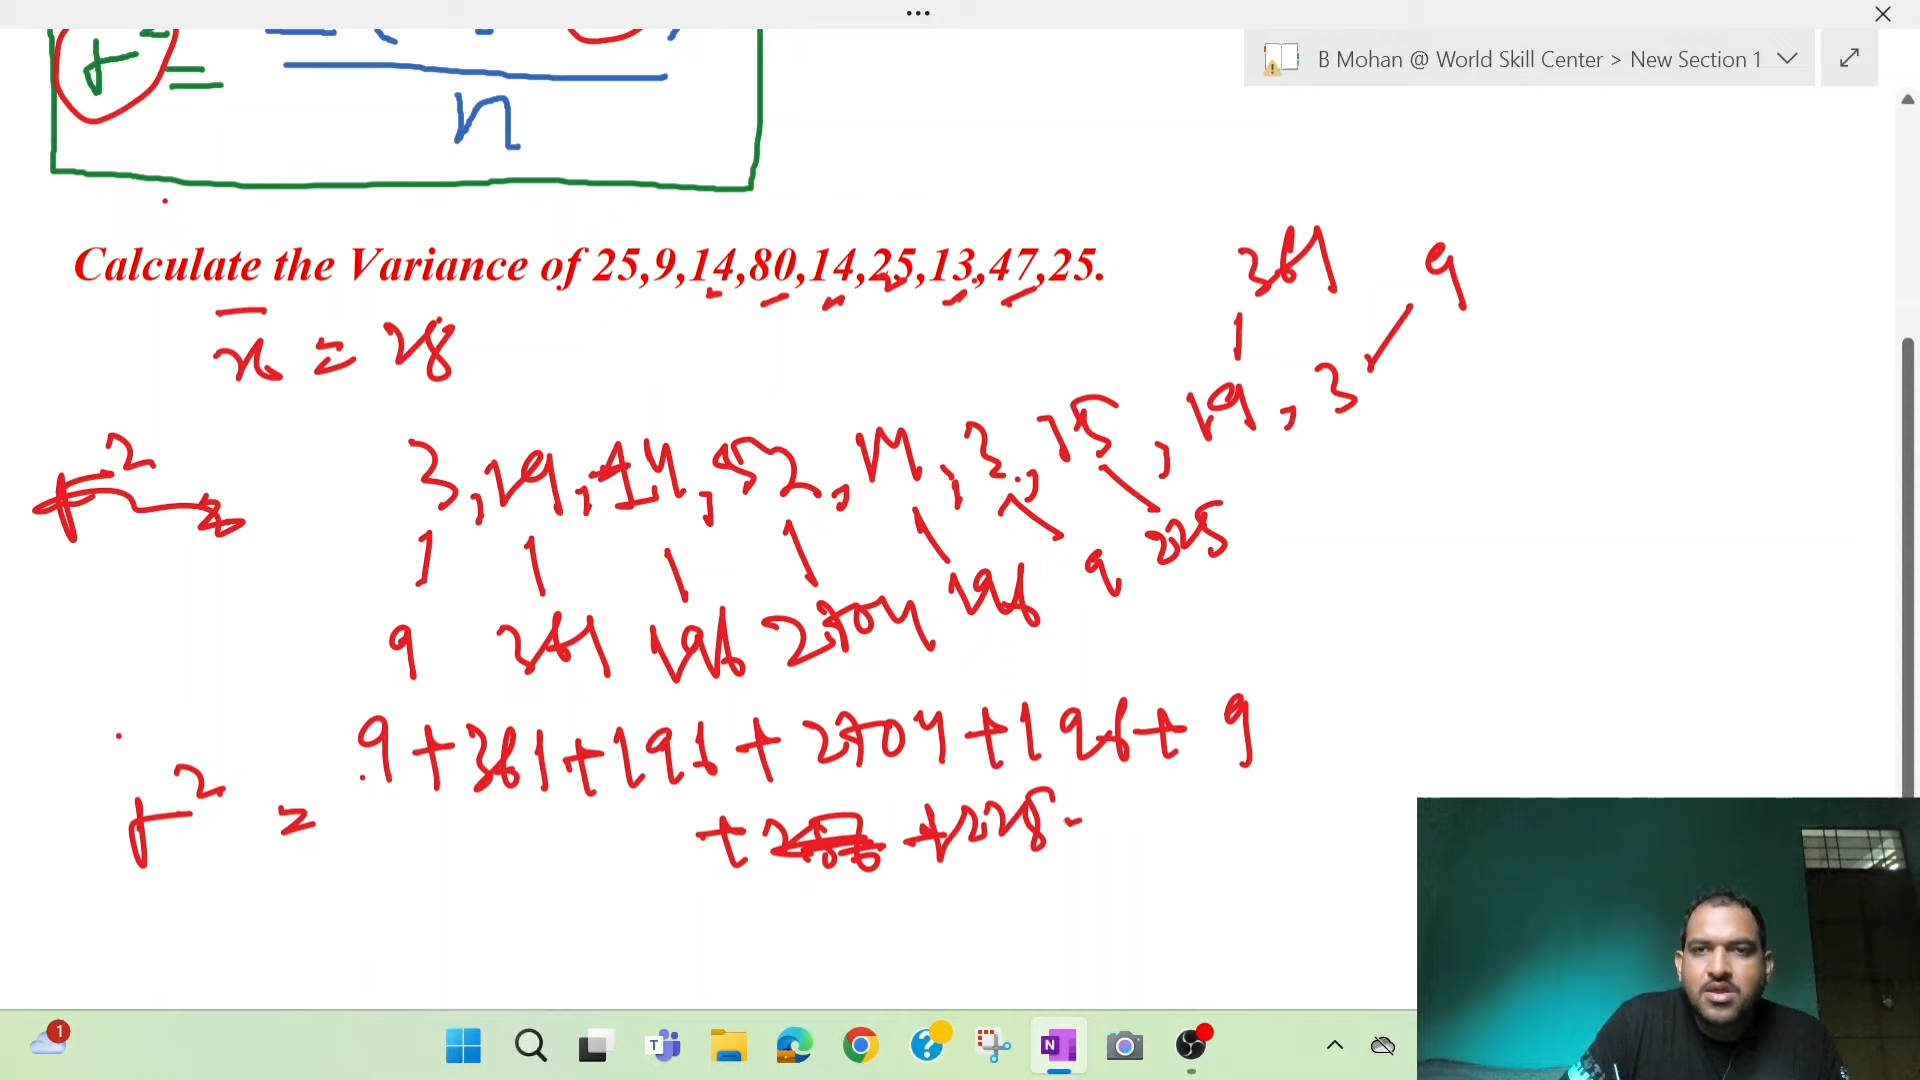 B Mohan @ World Skill Center > New Section 1
σ² =
n
Calculate the Variance of 25,9,14,80,14,25,13,47,25.
x̄ = 28
361 9
3, 19, 14, 52, 14, 3, 15, 19, 3
9 361 196 2704 196 9 225
σ² = 9+361+196+2704+196+9
+ +225
1